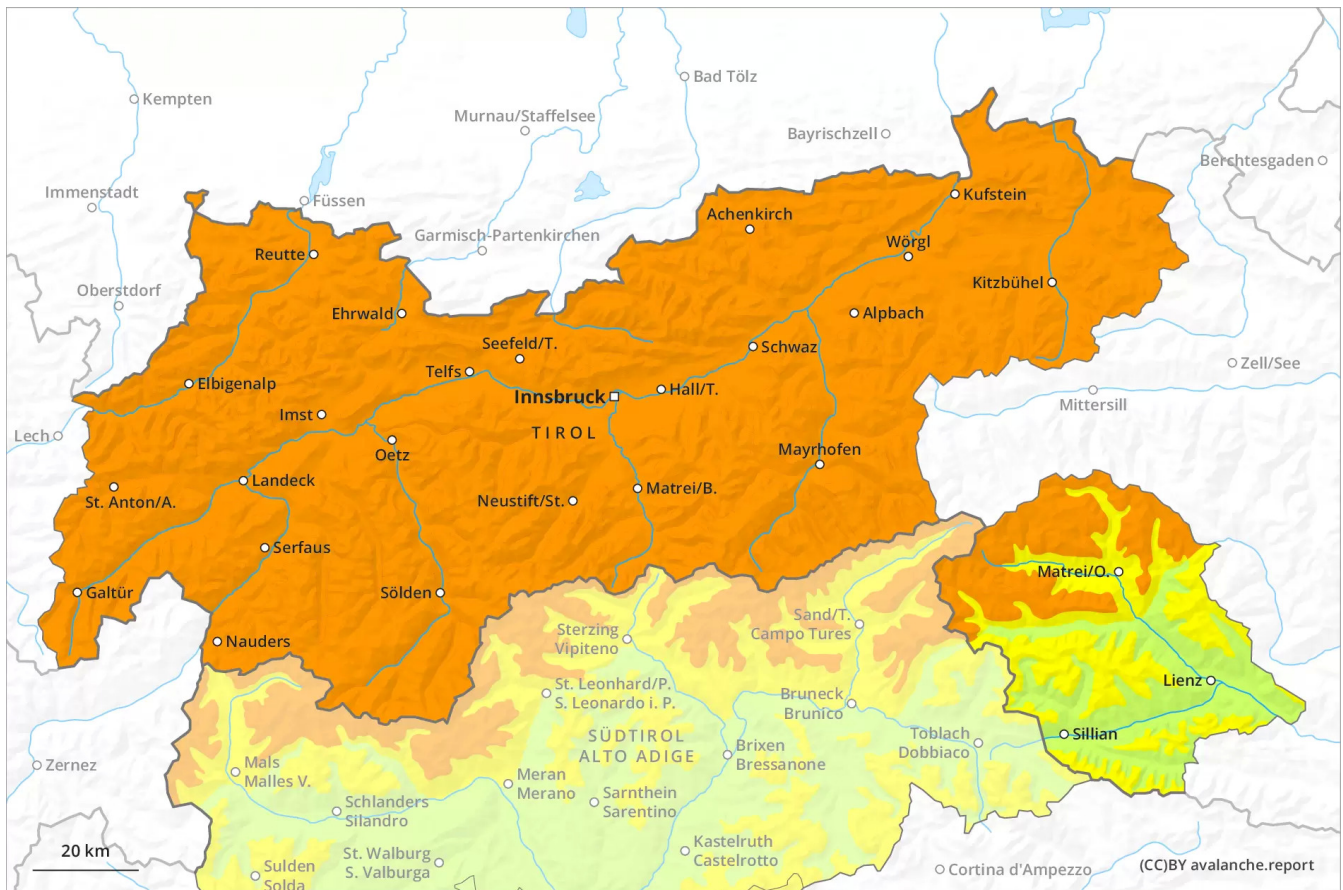 Kempten
Bad Tölz
Murnau/Staffelsee
Bayrischzell
Berchtesgaden
Immenstadt
Füssen
Kufstein
Achenkirch
Garmisch-Partenkirchen
Wörgl
Reutte
Kitzbühel
Oberstdorf
Ehrwald
Alpbach
Seefeld/T.
Schwaz
Zell/See
Telfs
Elbigenalp
Hall/T.
Innsbruck
Mittersill
Imst
TIROL
Lech
Oetz
Mayrhofen
Landeck
Matrei/B.
St. Anton/A.
Neustift/St.
Serfaus
Matrei/O.
Galtür
Sölden
Sand/T.
Campo Tures
Sterzing
Vipiteno
Nauders
Lienz
St. Leonhard/P.
S. Leonardo i. P.
Bruneck
Brunico
Sillian
SÜDTIROL
ALTO ADIGE
Toblach
Dobbiaco
Brixen
Bressanone
Zernez
Mals
Malles V.
Meran
Merano
Sarnthein
Sarentino
Schlanders
Silandro
Kastelruth
Castelrotto
20 km
St. Walburg
S. Valburga
Sulden
Solda
Cortina d'Ampezzo
(CC)BY avalanche.report